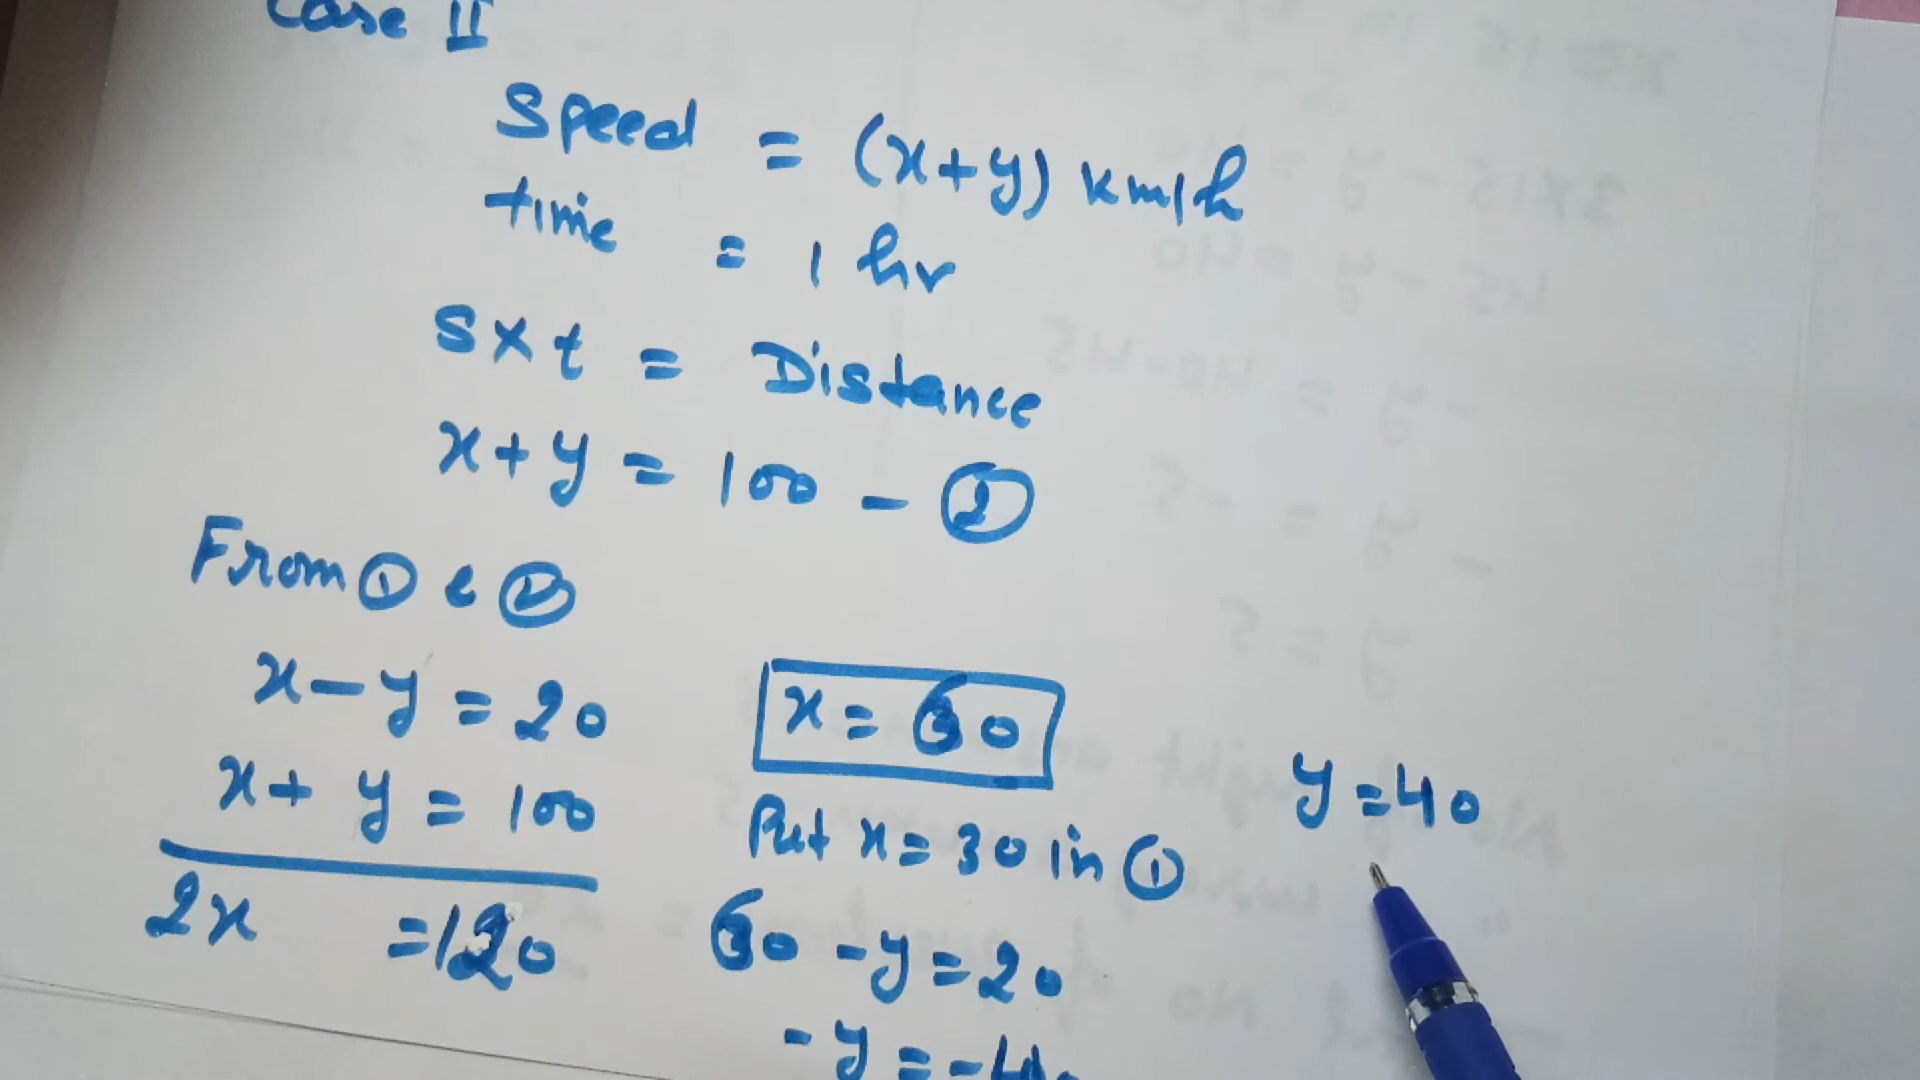 Case II
Speed = (x+y) km/h
time = 1 hr
S×t = Distance
x+y = 100 - ②
From ① & ②
x-y = 20
x+y = 100
2x = 120
x = 60
Put x = 30 in ①
60 - y = 20
-y = -40
y = 40